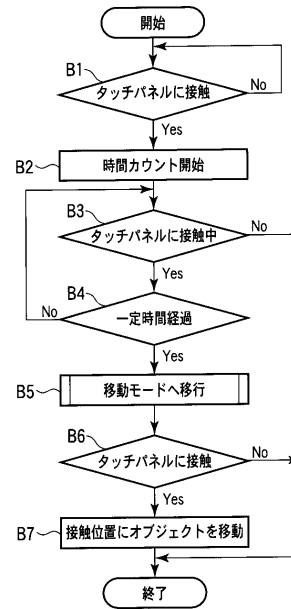 開始
B1
タッチパネルに接触
No
Yes
B2
時間カウント開始
B3
タッチパネルに接触中
No
Yes
B4
一定時間経過
No
Yes
B5
移動モードへ移行
B6
タッチパネルに接触
No
Yes
B7
接触位置にオブジェクトを移動
終了